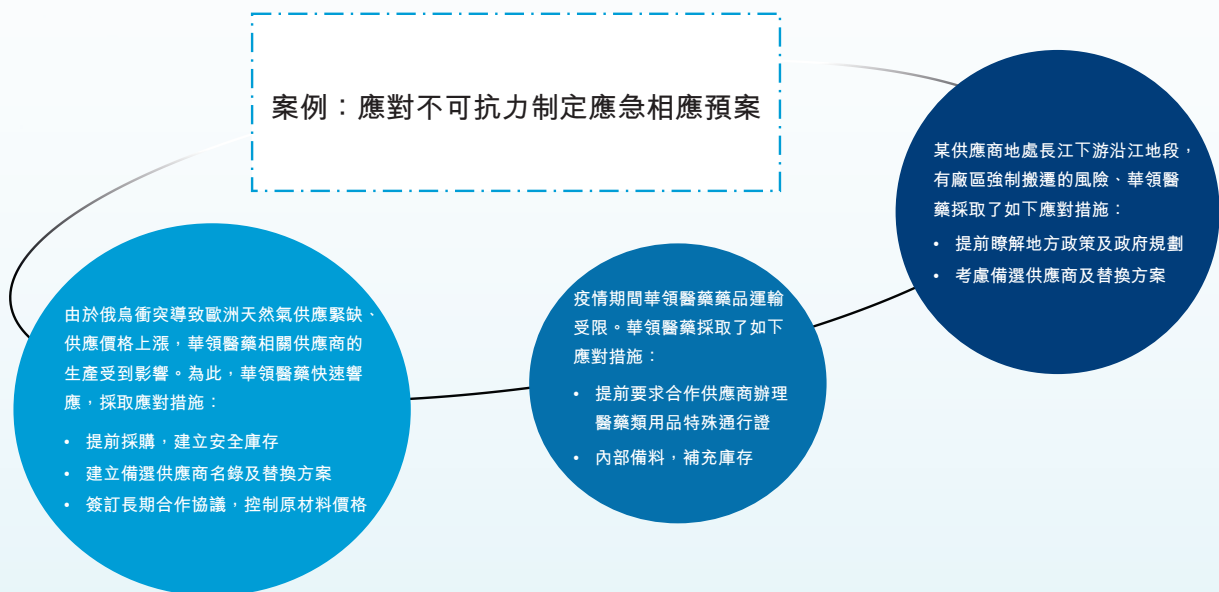 案例：應對不可抗力制定應急相應預案
由於俄烏衝突導致歐洲天然氣供應緊缺、
供應價格上漲，華領醫藥相關供應商的
生產受到影響。為此，華領醫藥快速響
應，採取應對措施：
• 提前採購，建立安全庫存
• 建立備選供應商名錄及替換方案
• 簽訂長期合作協議，控制原材料價格
疫情期間華領醫藥藥品運輸
受限。華領醫藥採取了如下
應對措施：
• 提前要求合作供應商辦理
醫藥類用品特殊通行證
• 內部備料，補充庫存
某供應商地處長江下游沿江地段，
有廠區強制搬遷的風險、華領醫
藥採取了如下應對措施：
• 提前瞭解地方政策及政府規劃
• 考慮備選供應商及替換方案